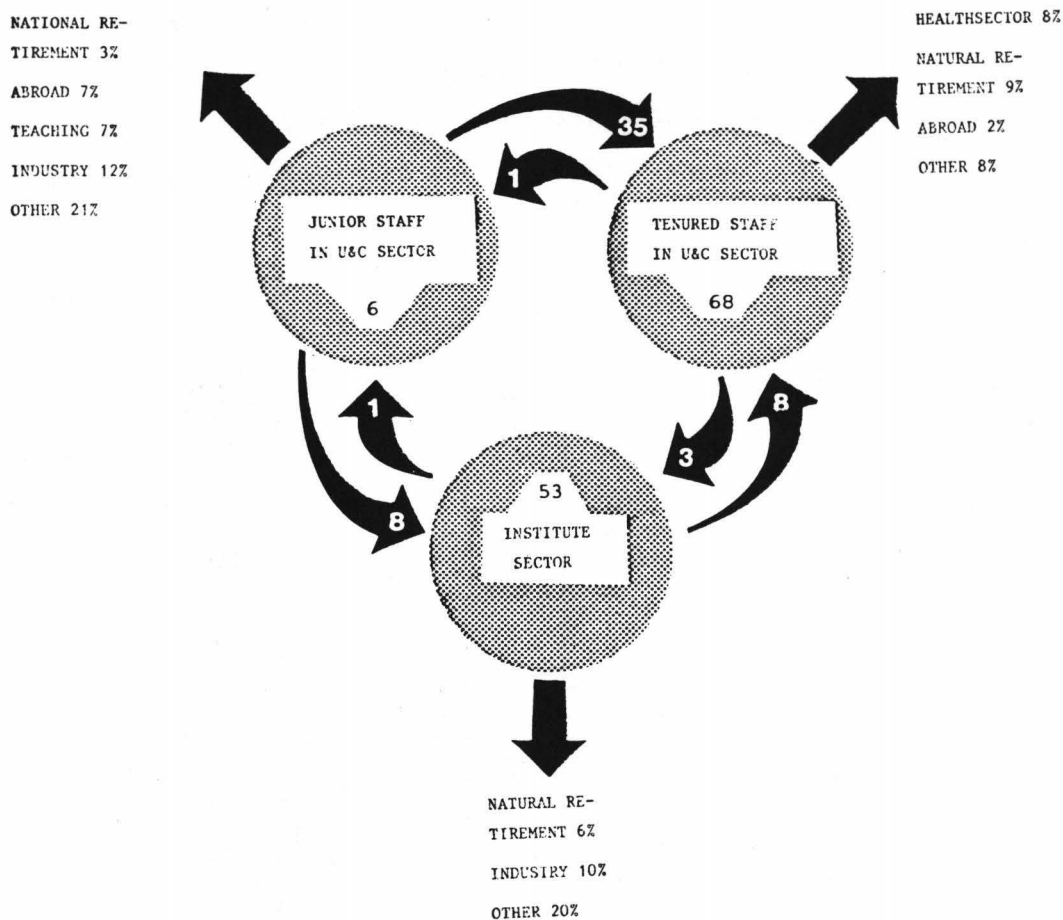 NATIONAL RE-
TIREMENT 3%
ABROAD 7%
TEACHING 7%
INDUSTRY 12%
OTHER 21%
HEALTHSECTOR 8%
NATURAL RE-
TIREMENT 9%
ABROAD 2%
OTHER 8%
35
1
JUNIOR STAFF
IN U&C SECTOR
6
TENURED STAFF
IN U&C SECTOR
68
1
8
3
8
53
INSTITUTE
SECTOR
NATURAL RE-
TIREMENT 6%
INDUSTRY 10%
OTHER 20%